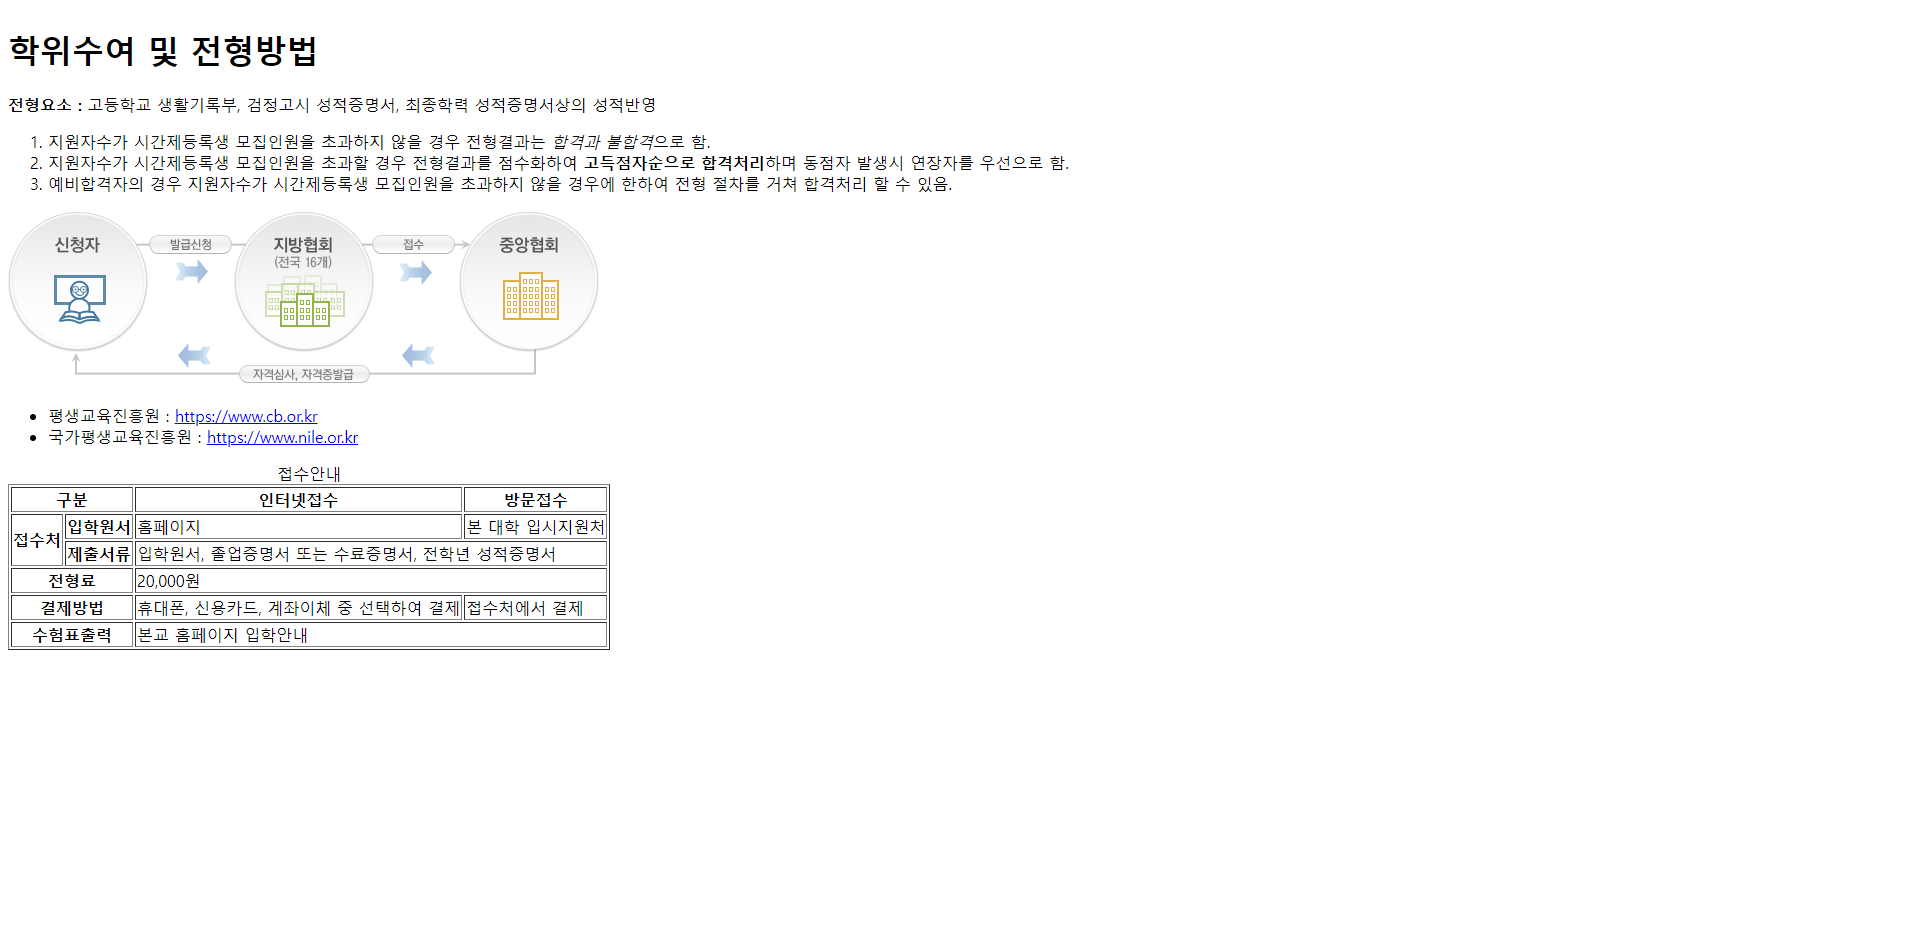 학위수여 및 전형방법
전형요소 : 고등학교 생활기록부, 검정고시 성적증명서, 최종학력 성적증명서상의 성적반영
1. 지원자수가 시간제등록생 모집인원을 초과하지 않을 경우 전형결과는 합격과 불합격으로 함.
2. 지원자수가 시간제등록생 모집인원을 초과할 경우 전형결과를 점수화하여 고득점자순으로 합격처리하며 동점자 발생시 연장자를 우선으로 함.
3. 예비합격자의 경우 지원자수가 시간제등록생 모집인원을 초과하지 않을 경우에 한하여 전형 절차를 거쳐 합격처리 할 수 있음.
신청자 발급신청 지방협회 접수 중앙협회
(전국 16개)
자격심사, 자격증발급
• 평생교육진흥원 : https://www.cb.or.kr
• 국가평생교육진흥원 : https://www.nile.or.kr
접수안내
구분 인터넷접수 방문접수
접수처 입학원서 홈페이지 본 대학 입시지원처
제출서류 입학원서, 졸업증명서 또는 수료증명서, 전학년 성적증명서
전형료 20,000원
결제방법 휴대폰, 신용카드, 계좌이체 중 선택하여 결제 접수처에서 결제
수험표출력 본교 홈페이지 입학안내